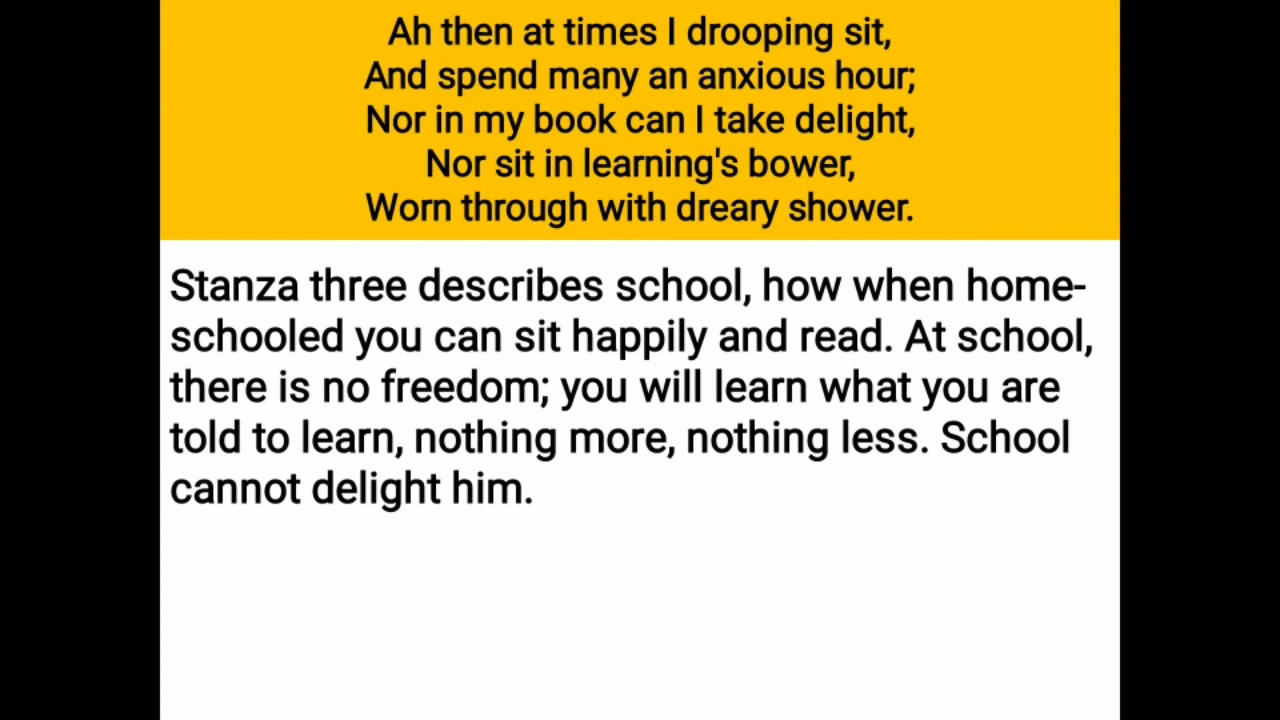 Ah then at times I drooping sit,
And spend many an anxious hour;
Nor in my book can I take delight,
Nor sit in learning's bower,
Worn through with dreary shower.
Stanza three describes school, how when home-
schooled you can sit happily and read. At school,
there is no freedom; you will learn what you are
told to learn, nothing more, nothing less. School
cannot delight him.